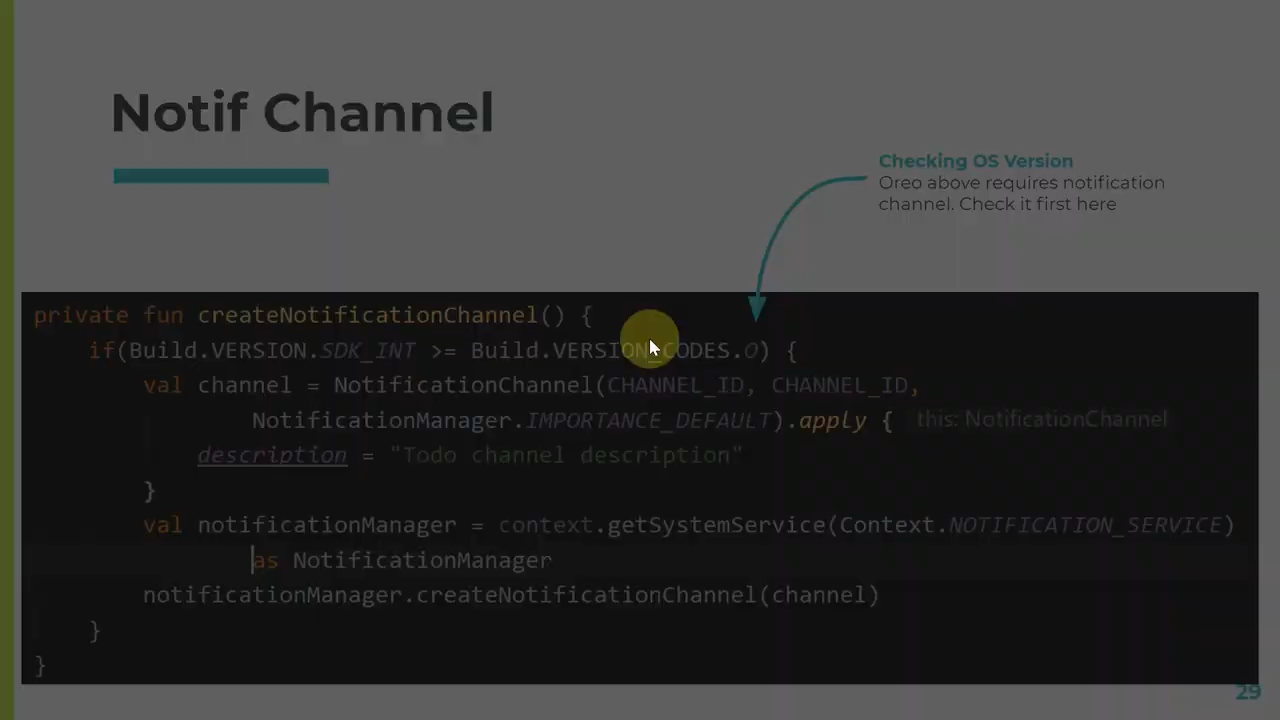 Notif Channel
Checking OS Version
Oreo above requires notification
channel. Check it first here
private fun createNotificationChannel() {
if(Build.VERSION.SDK_INT >= Build.VERSION_CODES.O) {
val channel = NotificationChannel(CHANNEL_ID, CHANNEL_ID,
NotificationManager.IMPORTANCE_DEFAULT).apply { this: NotificationChannel
description = "Todo channel description"
}
val notificationManager = context.getSystemService(Context.NOTIFICATION_SERVICE)
as NotificationManager
notificationManager.createNotificationChannel(channel)
}
}
29